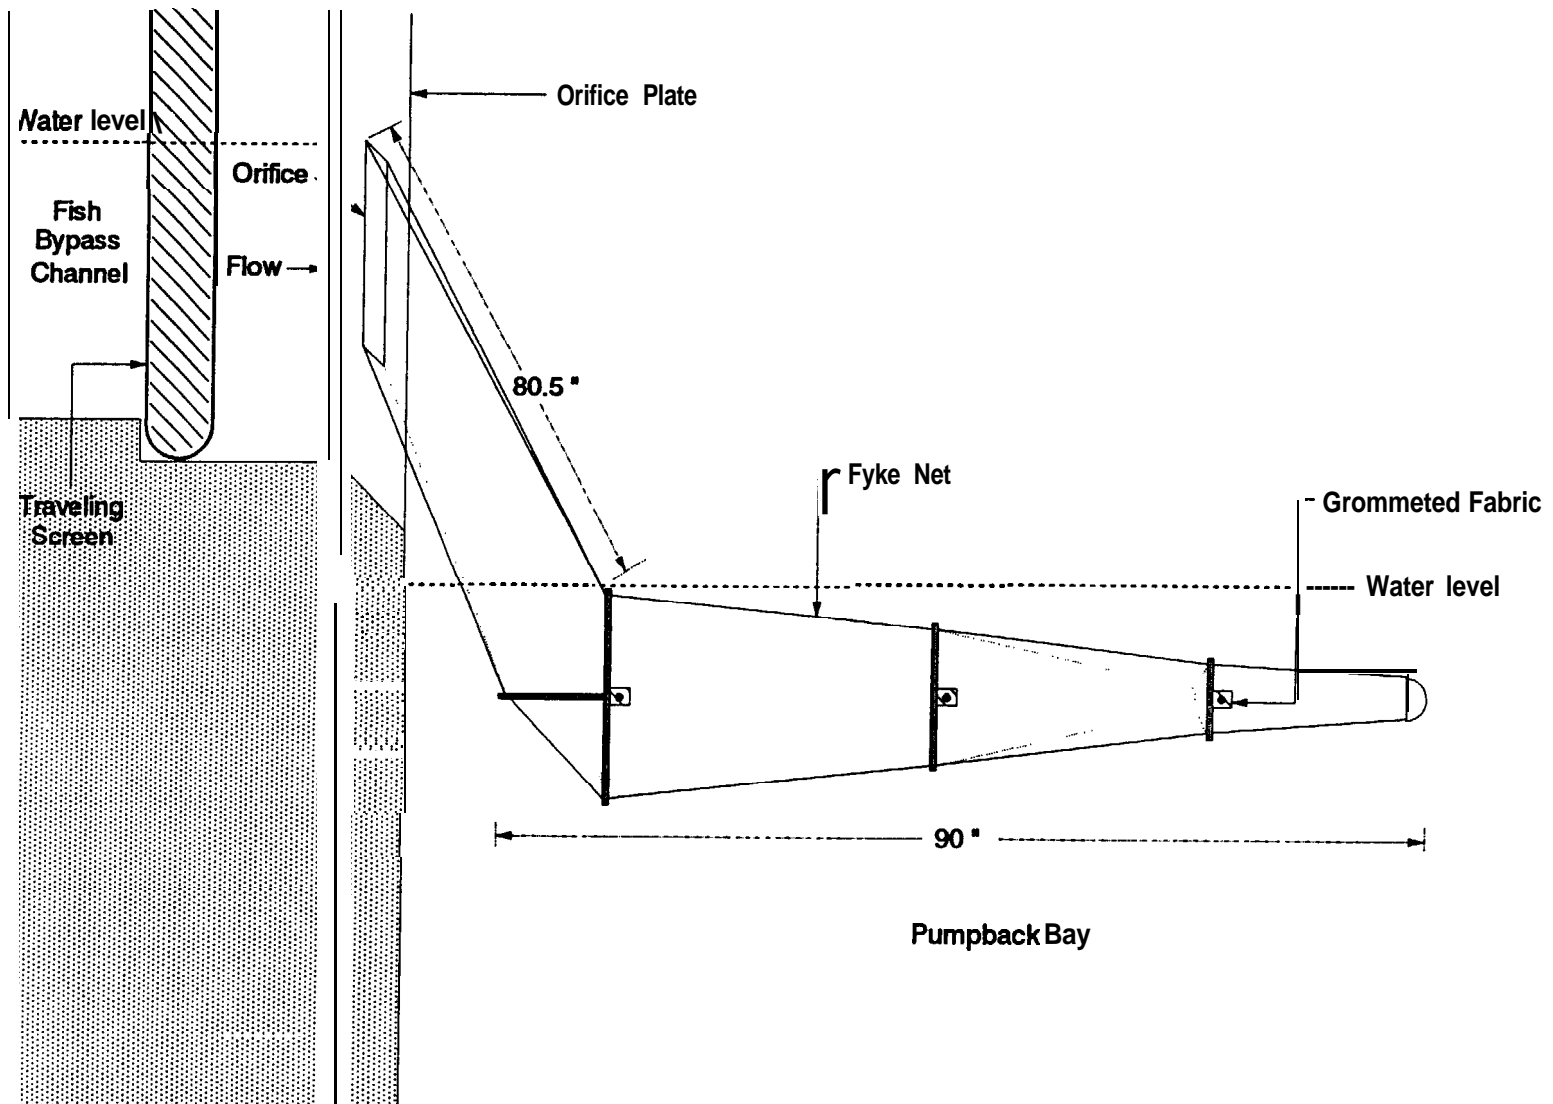 Orifice Plate
Water level
Orifice
Fish
Bypass
Channel
Flow
80.5 "
Fyke Net
Grommeted Fabric
Traveling
Screen
Water level
90 "
Pumpback Bay